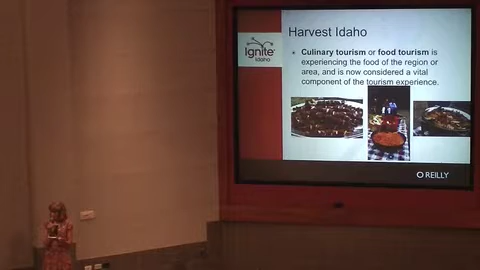 Harvest Idaho
Ignite
Idaho
• Culinary tourism or food tourism is
experiencing the food of the region or
area, and is now considered a vital
component of the tourism experience.
O'REILLY